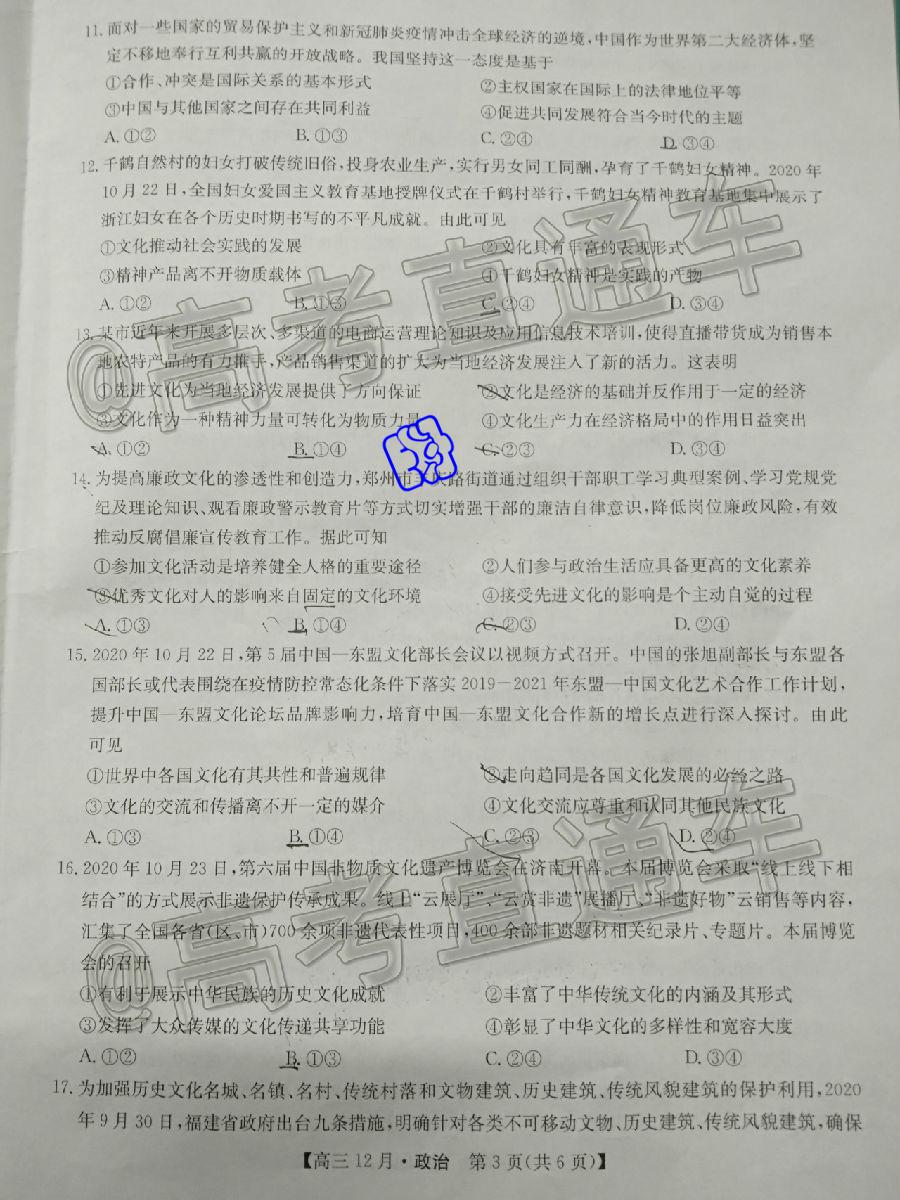 11. 面对一些国家的贸易保护主义和新冠肺炎疫情冲击全球经济的逆境,中国作为世界第二大经济体,坚
定不移地奉行互利共赢的开放战略。我国坚持这一态度是基于
①合作、冲突是国际关系的基本形式 ②主权国家在国际上的法律地位平等
③中国与其他国家之间存在共同利益 ④促进共同发展符合当今时代的主题
A. ①② B. ①③ C. ②④ D. ③④
12. 千鹤自然村的妇女打破传统旧俗,投身农业生产,实行男女同工同酬,孕育了千鹤妇女精神。2020 年
10 月 22 日,全国妇女爱国主义教育基地授牌仪式在千鹤村举行,千鹤妇女精神教育基地集中展示了
浙江妇女在各个历史时期书写的不平凡成就。由此可见
①文化推动社会实践的发展 ②文化具有丰富的表现形式
③精神产品离不开物质载体 ④千鹤妇女精神是实践的产物
A. ①② B. ①③ C. ②④ D. ③④
13. 某市近年来开展多层次、多渠道的电商运营理论知识及应用信息技术培训,使得直播带货成为销售本
地农特产品的有力推手,产品销售渠道的扩大为当地经济发展注入了新的活力。这表明
①先进文化为当地经济发展提供了方向保证 ②文化是经济的基础并反作用于一定的经济
③文化作为一种精神力量可转化为物质力量 ④文化生产力在经济格局中的作用日益突出
A. ①② B. ①④ C. ②③ D. ③④
14. 为提高廉政文化的渗透性和创造力,郑州市路街道通过组织干部职工学习典型案例、学习党规党
纪及理论知识、观看廉政警示教育片等方式切实增强干部的廉洁自律意识,降低岗位廉政风险,有效
推动反腐倡廉宣传教育工作。据此可知
①参加文化活动是培养健全人格的重要途径 ②人们参与政治生活应具备更高的文化素养
③优秀文化对人的影响来自固定的文化环境 ④接受先进文化的影响是个主动自觉的过程
A. ①③ B. ①④ C. ②③ D. ②④
15. 2020 年 10 月 22 日,第 5 届中国—东盟文化部长会议以视频方式召开。中国的张旭副部长与东盟各
国部长或代表围绕在疫情防控常态化条件下落实 2019-2021 年东盟—中国文化艺术合作工作计划,
提升中国—东盟文化论坛品牌影响力,培育中国—东盟文化合作新的增长点进行深入探讨。由此
可见
①世界中各国文化有其共性和普遍规律 ②走向趋同是各国文化发展的必经之路
③文化的交流和传播离不开一定的媒介 ④文化交流应尊重和认同其他民族文化
A. ①③ B. ①④ C. ②③ D. ②④
16. 2020 年 10 月 23 日,第六届中国非物质文化遗产博览会在济南开幕。本届博览会采取“线上线下相
结合”的方式展示非遗保护传承成果。线上“云展厅”、“云赏非遗”展播厅、“非遗好物”云销售等内容,
汇集了全国各省(区、市)700 余项非遗代表性项目,400 余部非遗题材相关纪录片、专题片。本届博览
会的召开
①有利于展示中华民族的历史文化成就 ②丰富了中华传统文化的内涵及其形式
③发挥了大众传媒的文化传递共享功能 ④彰显了中华文化的多样性和宽容大度
A. ①② B. ①③ C. ②④ D. ③④
17. 为加强历史文化名城、名镇、名村、传统村落和文物建筑、历史建筑、传统风貌建筑的保护利用,2020
年 9 月 30 日,福建省政府出台九条措施,明确针对各类不可移动文物、历史建筑、传统风貌建筑,确保
【高三 12 月·政治 第 3 页(共 6 页)】
@高考直通车
@高考直通车